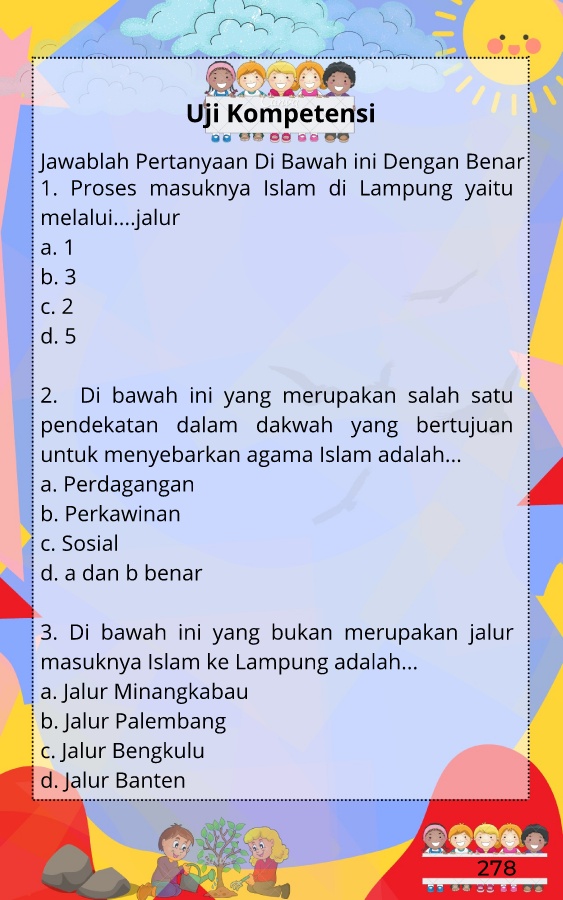 Uji Kompetensi
Jawablah Pertanyaan Di Bawah ini Dengan Benar
1. Proses masuknya Islam di Lampung yaitu
melalui....jalur
a. 1
b. 3
c. 2
d. 5
2. Di bawah ini yang merupakan salah satu
pendekatan dalam dakwah yang bertujuan
untuk menyebarkan agama Islam adalah...
a. Perdagangan
b. Perkawinan
c. Sosial
d. a dan b benar
3. Di bawah ini yang bukan merupakan jalur
masuknya Islam ke Lampung adalah...
a. Jalur Minangkabau
b. Jalur Palembang
c. Jalur Bengkulu
d. Jalur Banten
278